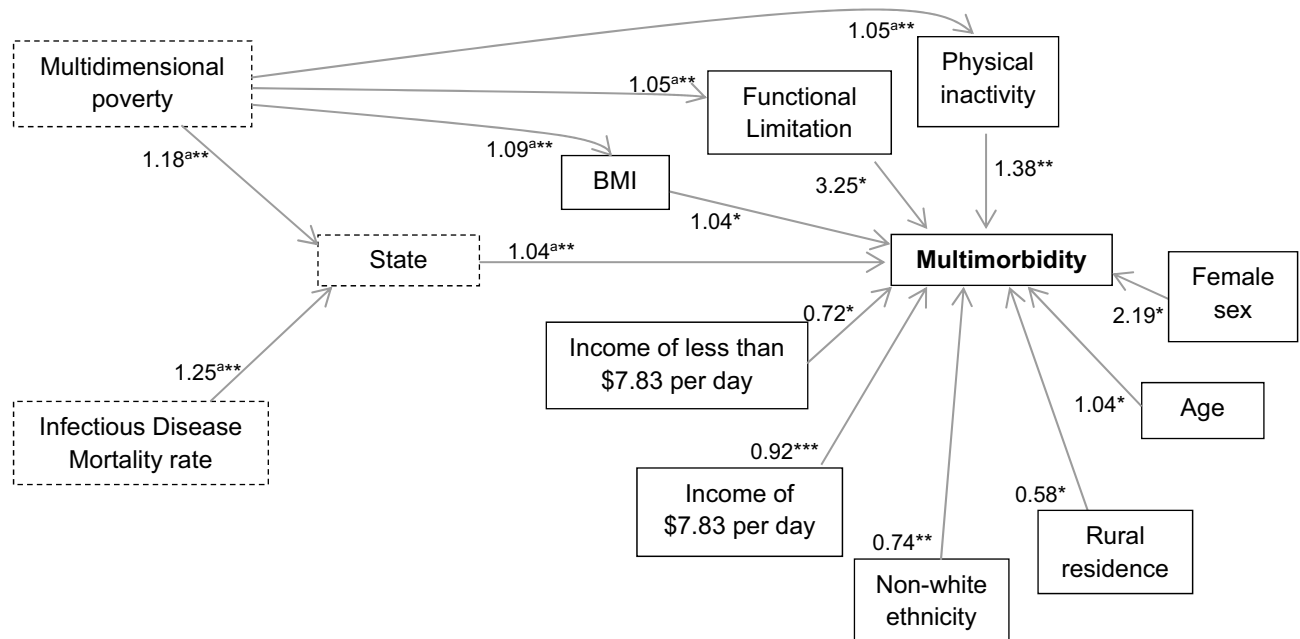 1.05ᵃ**
Physical
inactivity
Multidimensional
poverty
1.05ᵃ**
Functional
Limitation
1.18ᵃ**
1.09ᵃ**
BMI
3.25*
1.38**
1.04*
State
1.04ᵃ**
Multimorbidity
Female
sex
2.19*
0.72*
Income of less than
$7.83 per day
1.25ᵃ**
Infectious Disease
Mortality rate
1.04*
Age
0.92***
Income of
$7.83 per day
0.58*
Rural
residence
0.74**
Non-white
ethnicity